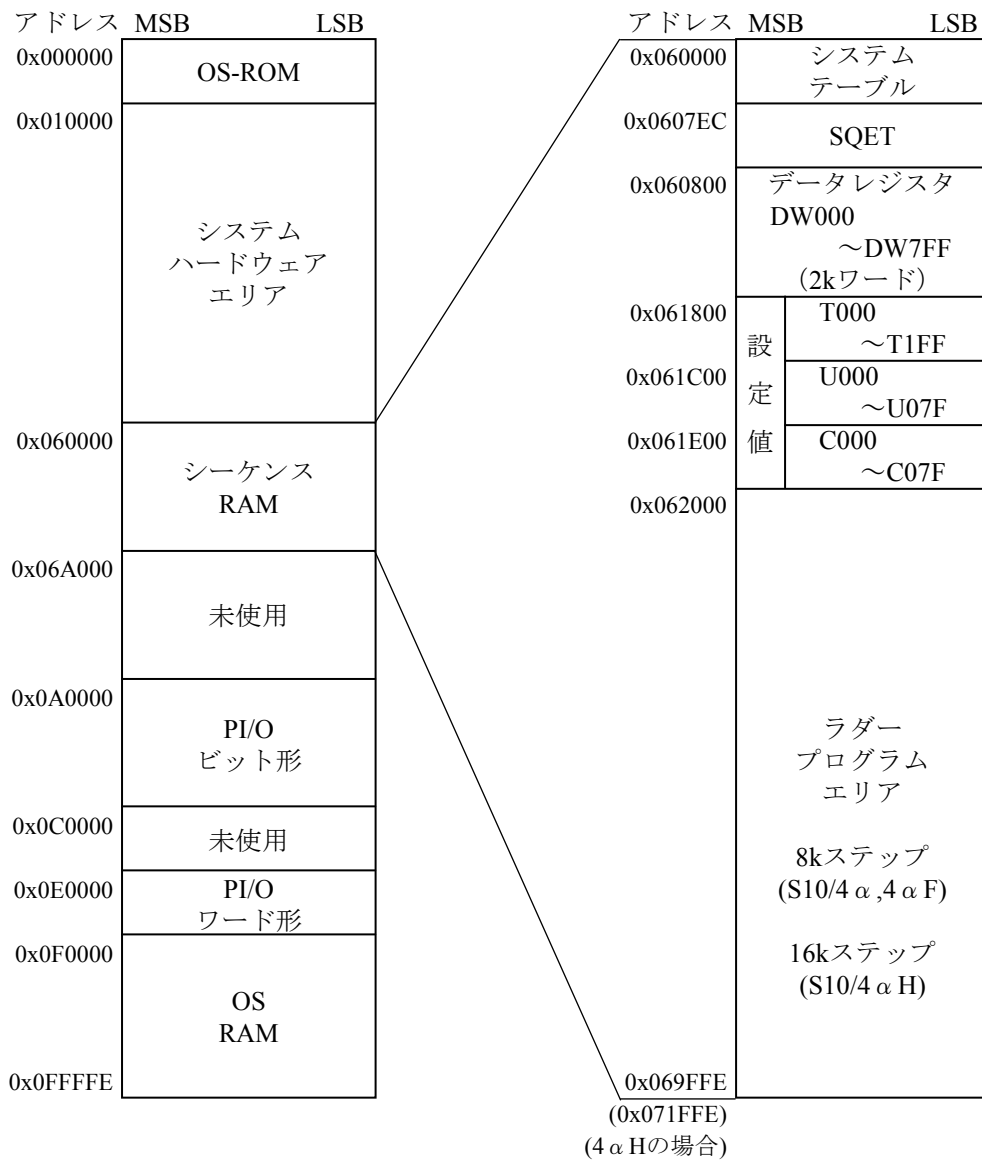 アドレス MSB LSB
0x000000
OS-ROM
0x010000
システム
ハードウェア
エリア
0x060000
シーケンス
RAM
0x06A000
未使用
0x0A0000
PI/O
ビット形
0x0C0000
未使用
0x0E0000
PI/O
ワード形
0x0F0000
OS
RAM
0x0FFFFE
アドレス MSB LSB
0x060000
システム
テーブル
0x0607EC
SQET
0x060800
データレジスタ
DW000
～DW7FF
（2kワード）
設定値
0x061800
T000
～T1FF
0x061C00
U000
～U07F
0x061E00
C000
～C07F
0x062000
ラダー
プログラム
エリア
8kステップ
(S10/4α,4αF)
16kステップ
(S10/4αH)
0x069FFE
(0x071FFE)
(4αHの場合)